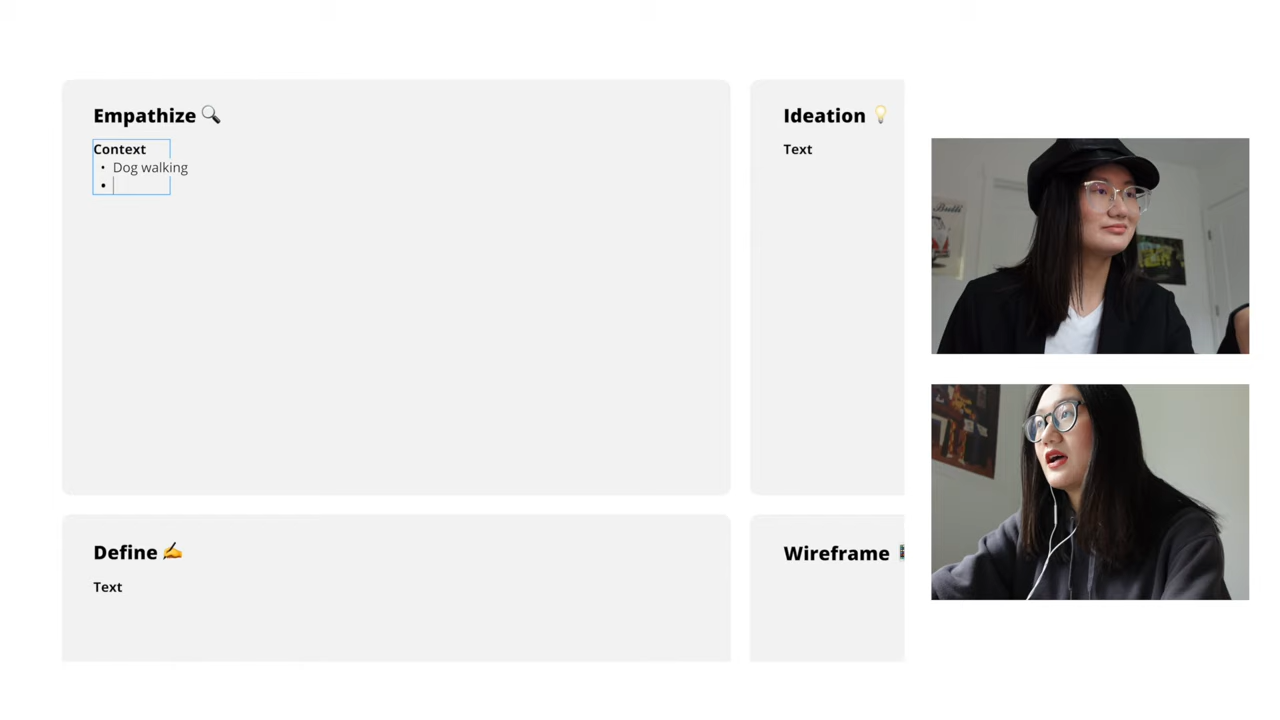 Empathize 🔍
Context
• Dog walking
•
Ideation 💡
Text
Define ✍️
Text
Wireframe